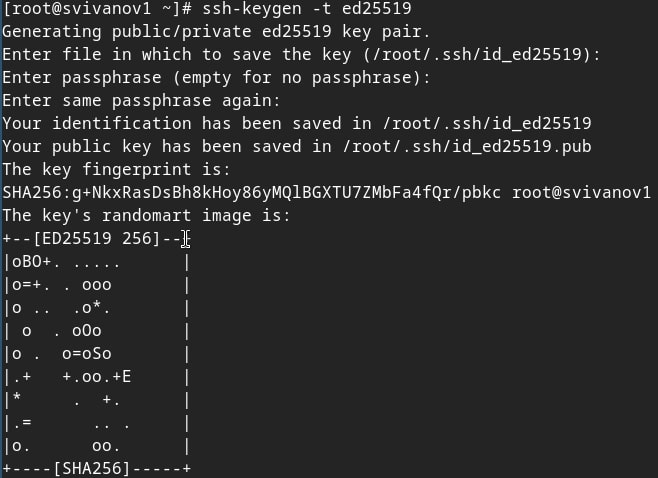 [root@svivanov1 ~]# ssh-keygen -t ed25519
Generating public/private ed25519 key pair.
Enter file in which to save the key (/root/.ssh/id_ed25519):
Enter passphrase (empty for no passphrase):
Enter same passphrase again:
Your identification has been saved in /root/.ssh/id_ed25519
Your public key has been saved in /root/.ssh/id_ed25519.pub
The key fingerprint is:
SHA256:g+NkxRasDsBh8kHoy86yMQlBGXTU7ZMbFa4fQr/pbkc root@svivanov1
The key's randomart image is:
+--[ED25519 256]--+
|oBO+. .....      |
|o=+. . ooo       |
|o ..  .o*.       |
| o  . oOo        |
|o .  o=oSo       |
|.+   +.oo.+E     |
|*     .  +.      |
|.=      .. .     |
|o.      oo.      |
+----[SHA256]-----+